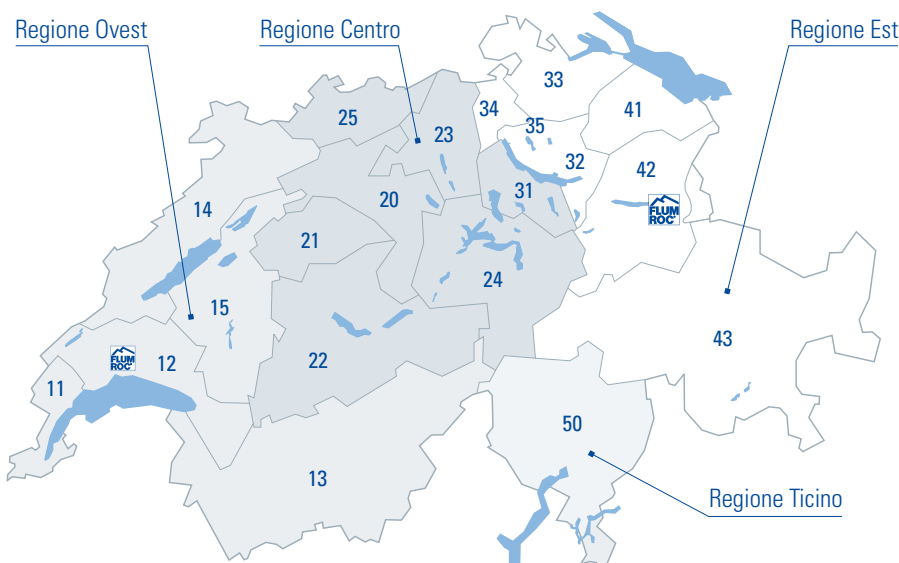 Regione Ovest
Regione Centro
Regione Est
33
34
25
41
23
35
32
42
31
20
14
FLUM
ROC®
21
24
15
43
22
FLUM
ROC®
12
11
50
13
Regione Ticino